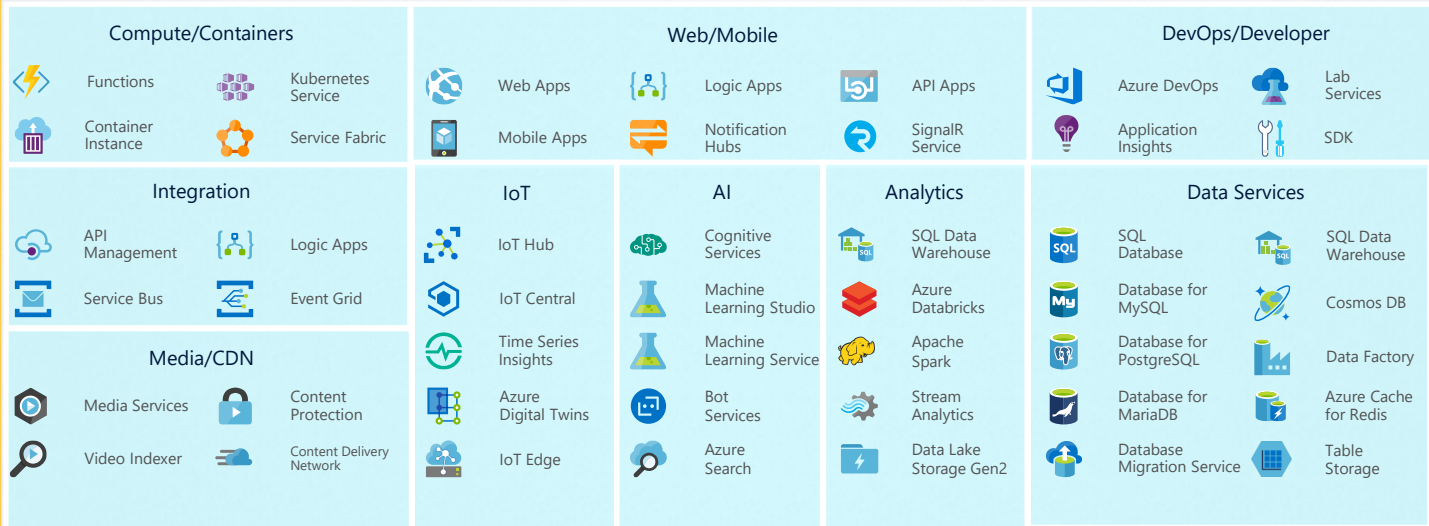 Compute/Containers
Functions
Kubernetes
Service
Container
Instance
Service Fabric
Web/Mobile
Web Apps
Logic Apps
API Apps
Mobile Apps
Notification
Hubs
SignalR
Service
DevOps/Developer
Azure DevOps
Lab
Services
Application
Insights
SDK
Integration
API
Management
Logic Apps
Service Bus
Event Grid
Media/CDN
Media Services
Content
Protection
Video Indexer
Content Delivery
Network
IoT
IoT Hub
IoT Central
Time Series
Insights
Azure
Digital Twins
IoT Edge
AI
Cognitive
Services
Machine
Learning Studio
Machine
Learning Service
Bot
Services
Azure
Search
Analytics
SQL
SQL Data
Warehouse
Azure
Databricks
Apache
Spark
Stream
Analytics
Data Lake
Storage Gen2
Data Services
SQL
SQL
Database
SQL
SQL Data
Warehouse
My
Database for
MySQL
Cosmos DB
Database for
PostgreSQL
Data Factory
Database for
MariaDB
Azure Cache
for Redis
Database
Migration Service
Table
Storage